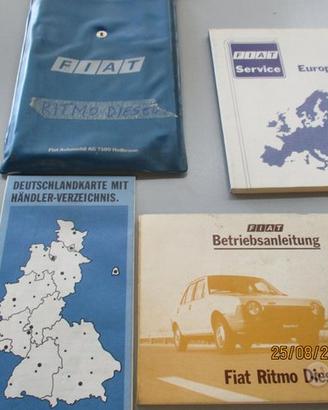 FIAT
RITMO DIESEL
Fiat Automobil AG 7100 Heilbronn
FIAT
Service
Europ
DEUTSCHLANDKARTE MIT
HÄNDLER-VERZEICHNIS.
FIAT
Betriebsanleitung
Fiat Ritmo Dies
25/08/2